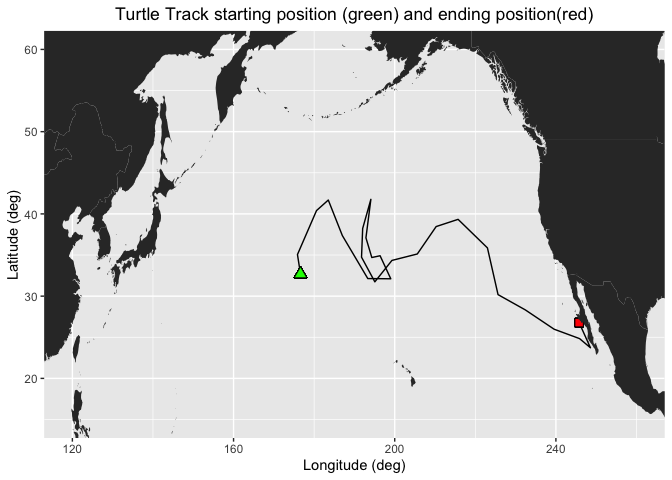 Turtle Track starting position (green) and ending position(red)
60
50
40
30
20
Latitude (deg)
120 160 200 240
Longitude (deg)